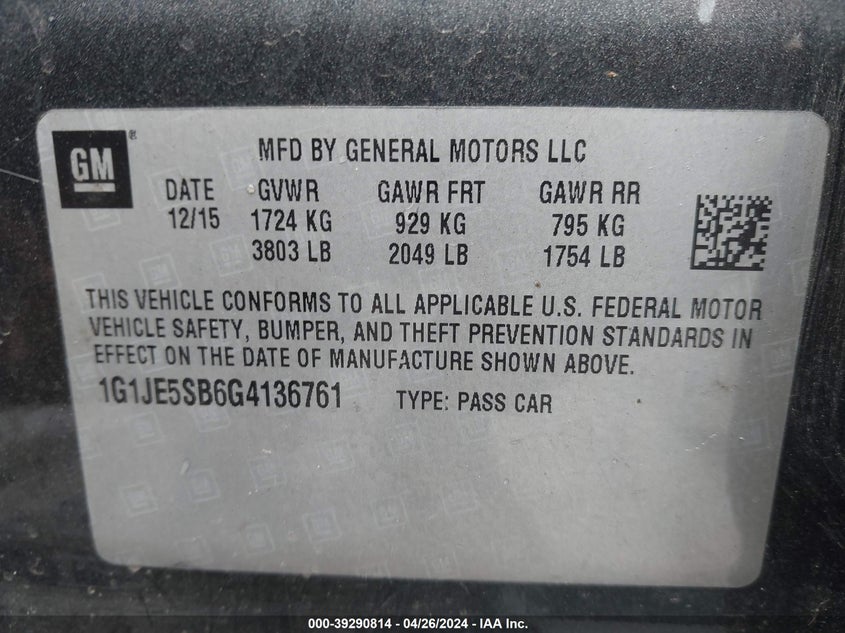 GM ®
MFD BY GENERAL MOTORS LLC
DATE GVWR GAWR FRT GAWR RR
12/15 1724 KG 929 KG 795 KG
3803 LB 2049 LB 1754 LB
THIS VEHICLE CONFORMS TO ALL APPLICABLE U.S. FEDERAL MOTOR
VEHICLE SAFETY, BUMPER, AND THEFT PREVENTION STANDARDS IN
EFFECT ON THE DATE OF MANUFACTURE SHOWN ABOVE.
1G1JE5SB6G4136761 TYPE: PASS CAR
000-39290814 - 04/26/2024 - IAA Inc.